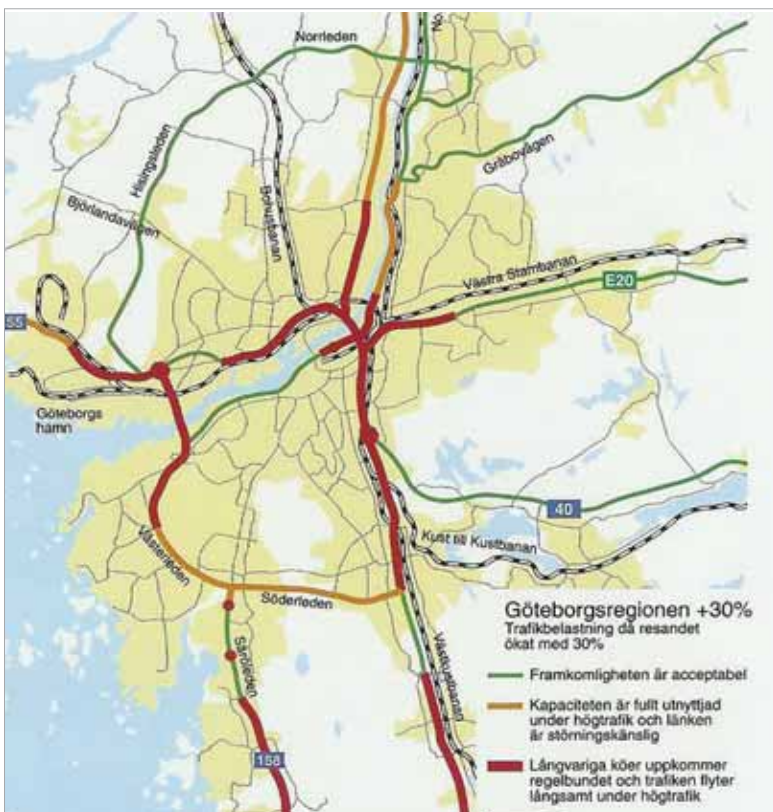 Norrleden
No.
Hisingsleden
Gråbovägen
Björlandavägen
Bohusbanan
Västra Stambanan
E20
55
Göteborgs
hamn
40
Kust till Kustbanan
Västerleden
Söderleden
Säröleden
Västkustbanan
158
Göteborgsregionen +30%
Trafikbelastning då resandet
ökat med 30%
Framkomligheten är acceptabel
Kapaciteten är fullt utnyttjad
under högtrafik och länken
är störningskänslig
Långvariga köer uppkommer
regelbundet och trafiken flyter
långsamt under högtrafik